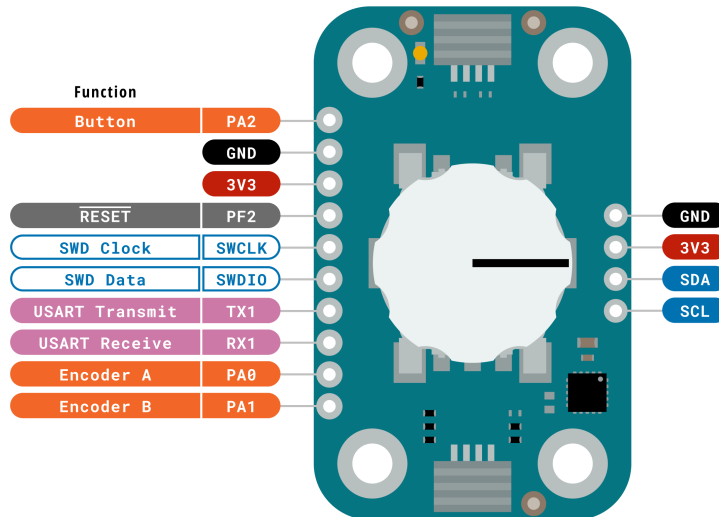 Function
Button PA2
GND
3V3
RESET PF2
SWD Clock SWCLK
SWD Data SWDIO
USART Transmit TX1
USART Receive RX1
Encoder A PA0
Encoder B PA1
GND
3V3
SDA
SCL